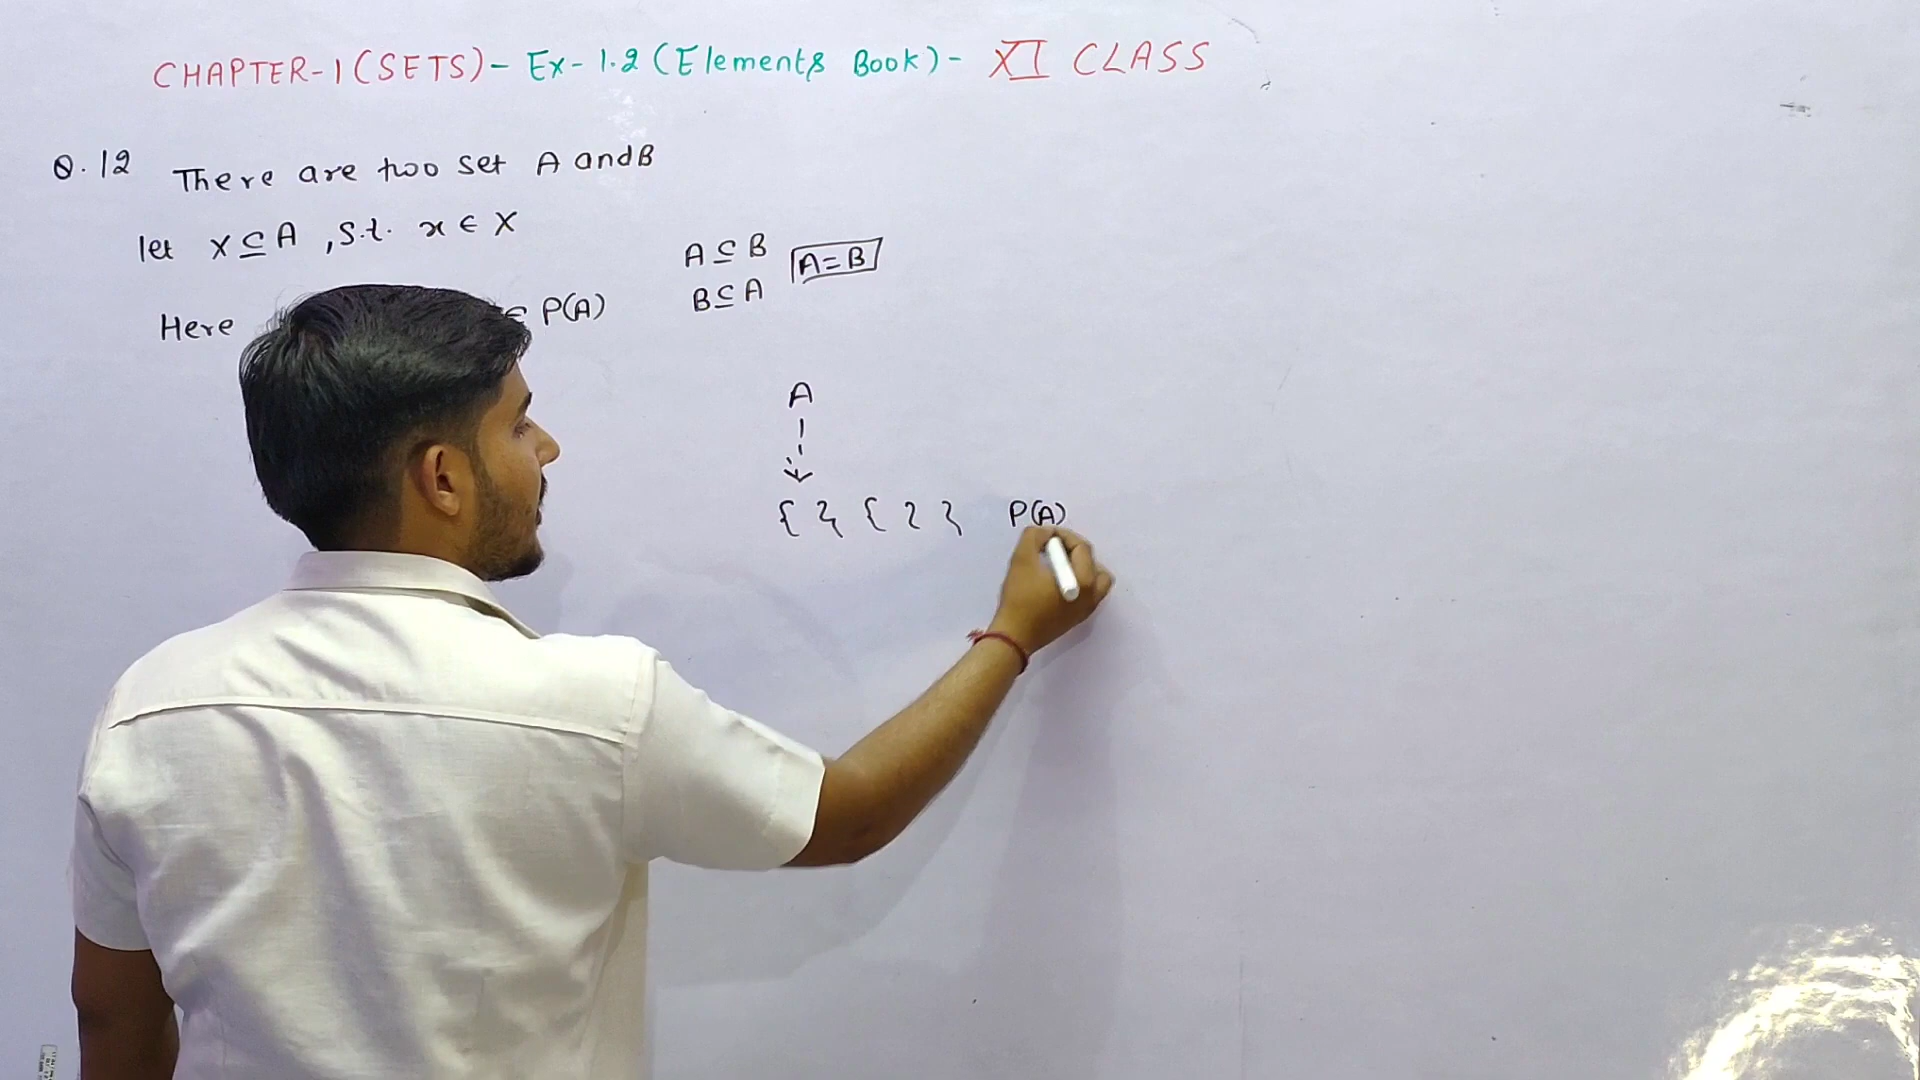 CHAPTER-1 (SETS) - Ex-1.2 (Elements Book) - XI CLASS
Q.12 There are two set A and B
let X ⊆ A , s.t. x ∈ X
A ⊆ B
A = B
B ⊆ A
Here ∈ P(A)
A
{ } { } } P(A)